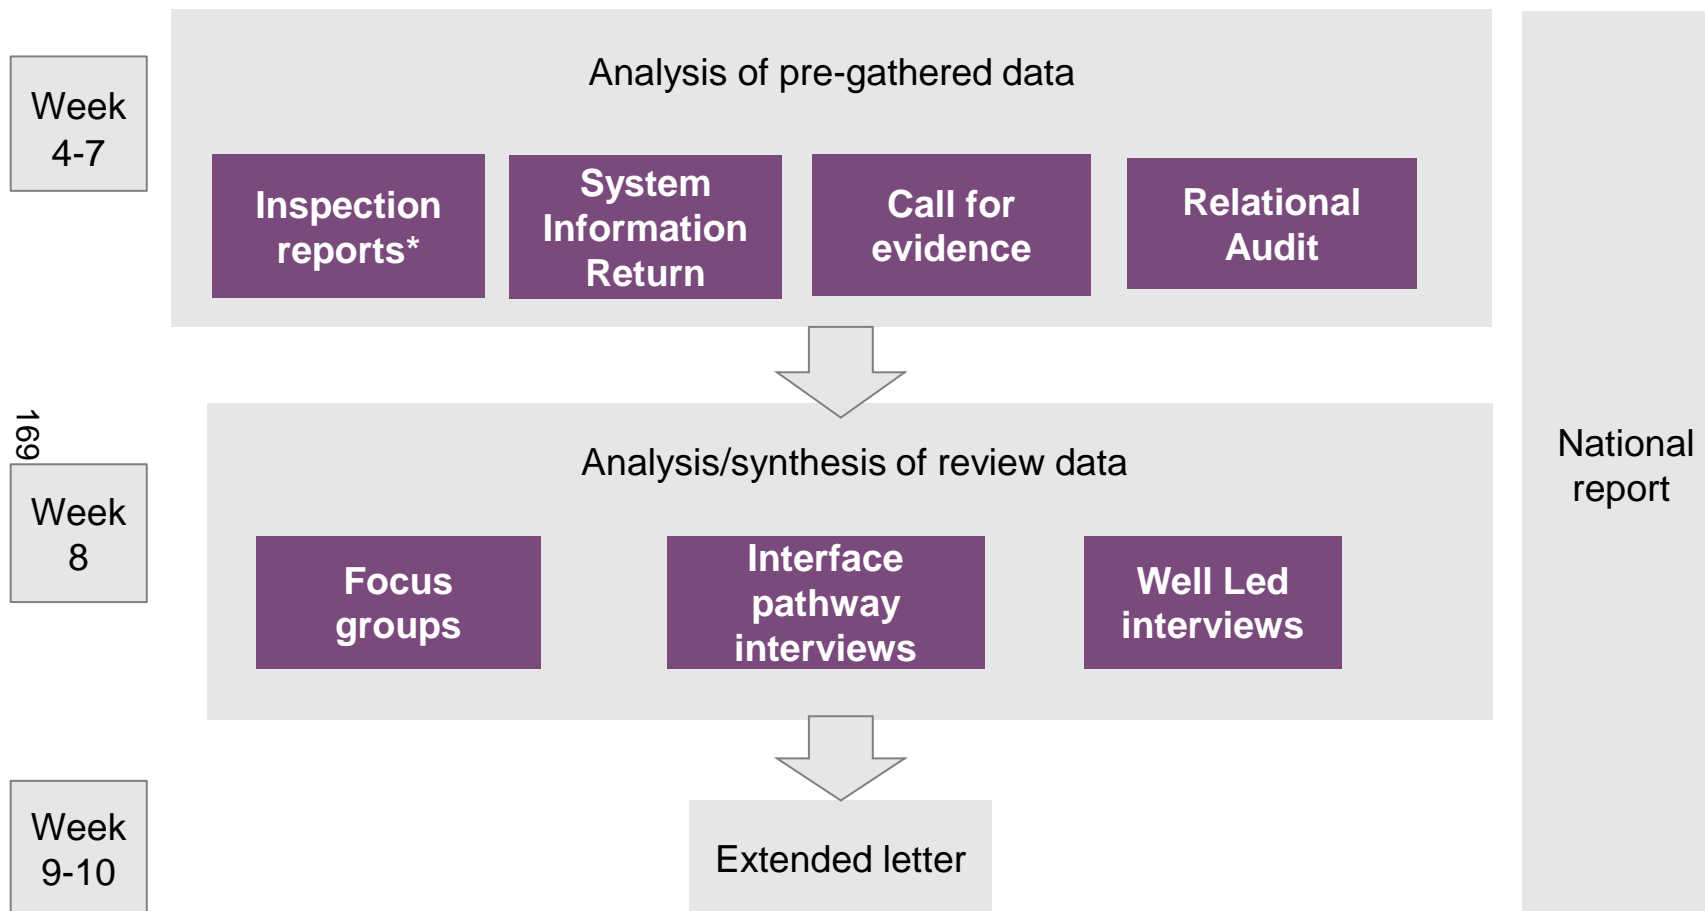 Week
4-7
Analysis of pre-gathered data
Inspection
reports*
System
Information
Return
Call for
evidence
Relational
Audit
169
Week
8
Analysis/synthesis of review data
Focus
groups
Interface
pathway
interviews
Well Led
interviews
Week
9-10
Extended letter
National
report